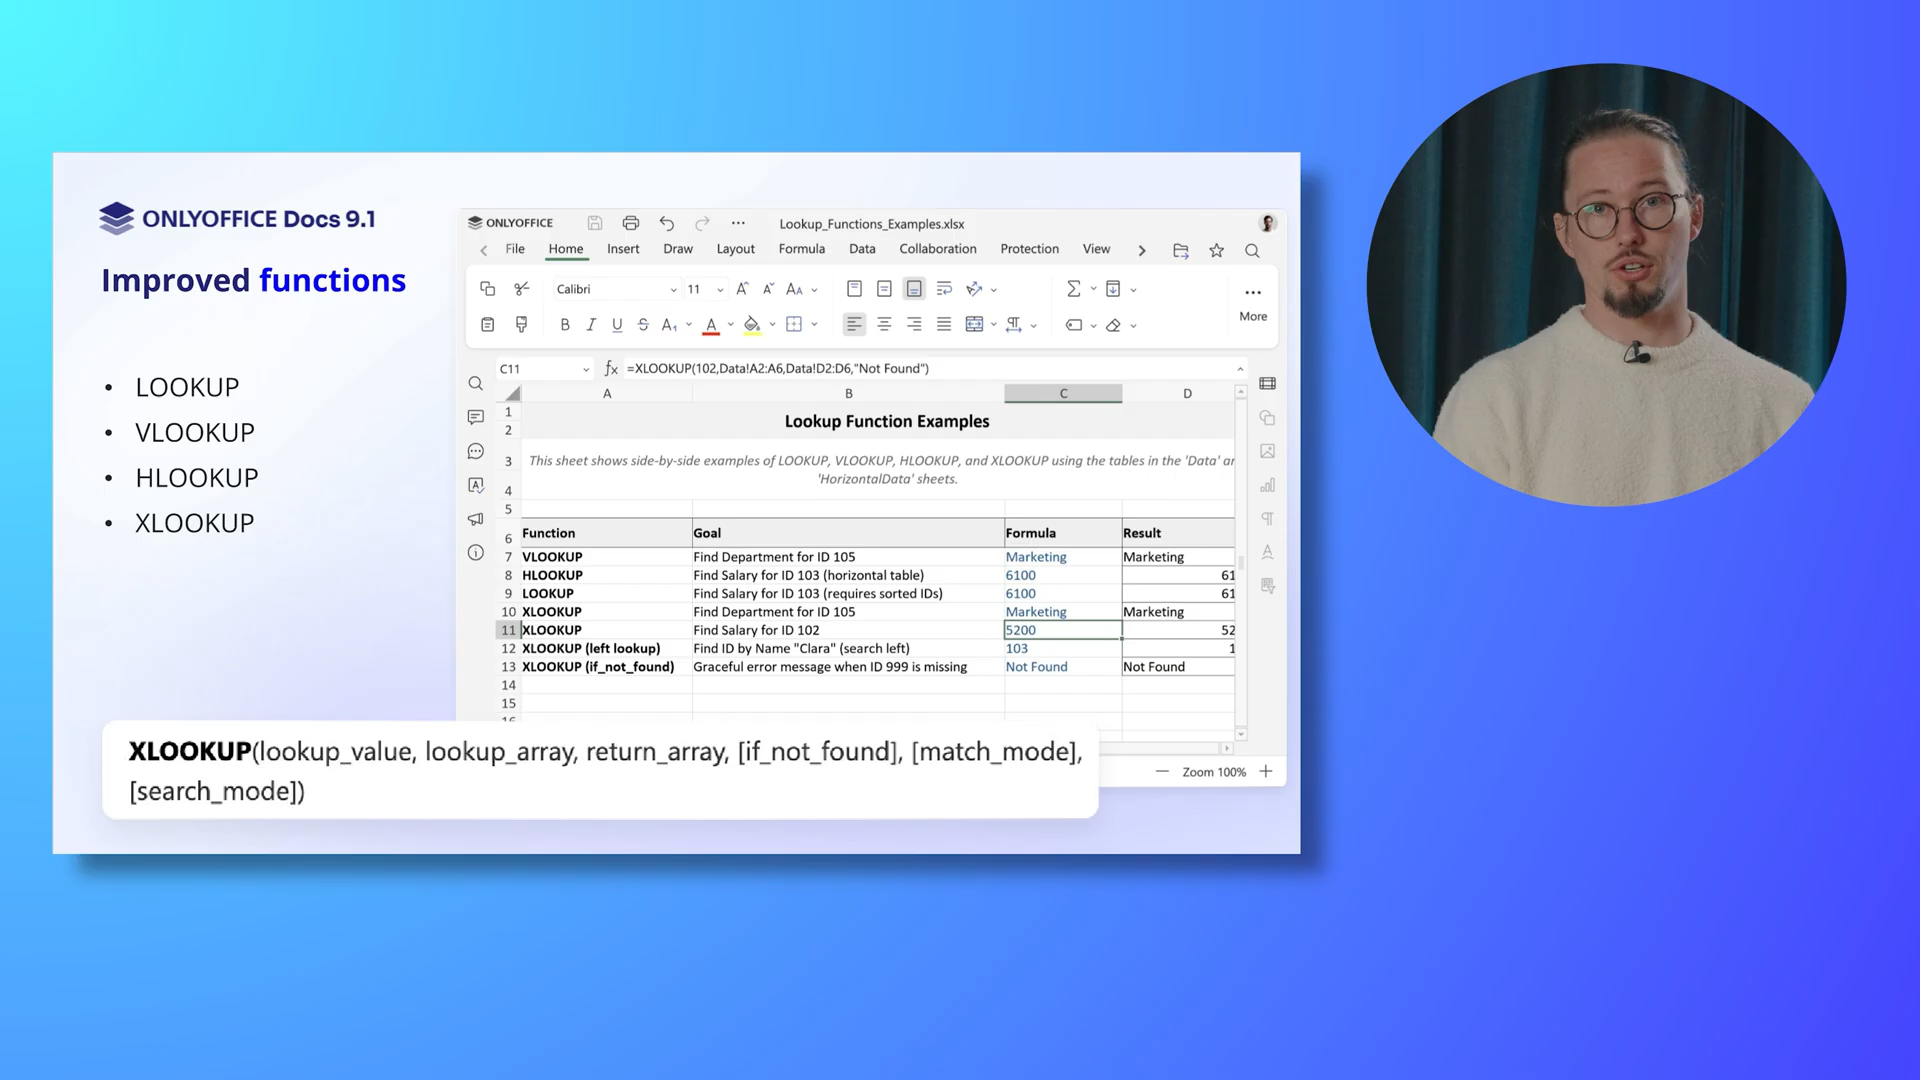 ONLYOFFICE Docs 9.1
Improved functions
• LOOKUP
• VLOOKUP
• HLOOKUP
• XLOOKUP
ONLYOFFICE
Lookup_Functions_Examples.xlsx
File Home Insert Draw Layout Formula Data Collaboration Protection View
Calibri 11
More
C11 fx =XLOOKUP(102,Data!A2:A6,Data!D2:D6,"Not Found")
A B C D
1
2 Lookup Function Examples
3 This sheet shows side-by-side examples of LOOKUP, VLOOKUP, HLOOKUP, and XLOOKUP using the tables in the 'Data' ar
4 'HorizontalData' sheets.
5
6 Function Goal Formula Result
7 VLOOKUP Find Department for ID 105 Marketing Marketing
8 HLOOKUP Find Salary for ID 103 (horizontal table) 6100 61
9 LOOKUP Find Salary for ID 103 (requires sorted IDs) 6100 61
10 XLOOKUP Find Department for ID 105 Marketing Marketing
11 XLOOKUP Find Salary for ID 102 5200 52
12 XLOOKUP (left lookup) Find ID by Name "Clara" (search left) 103 1
13 XLOOKUP (if_not_found) Graceful error message when ID 999 is missing Not Found Not Found
14
15
16
Zoom 100%
XLOOKUP(lookup_value, lookup_array, return_array, [if_not_found], [match_mode],
[search_mode])